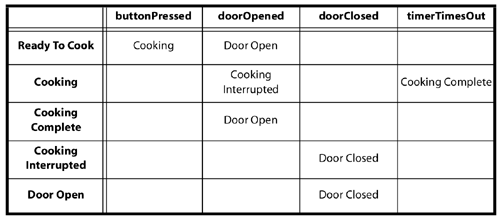 buttonPressed doorOpened doorClosed timerTimesOut
Ready To Cook Cooking Door Open
Cooking Cooking Interrupted Cooking Complete
Cooking Complete Door Open
Cooking Interrupted Door Closed
Door Open Door Closed